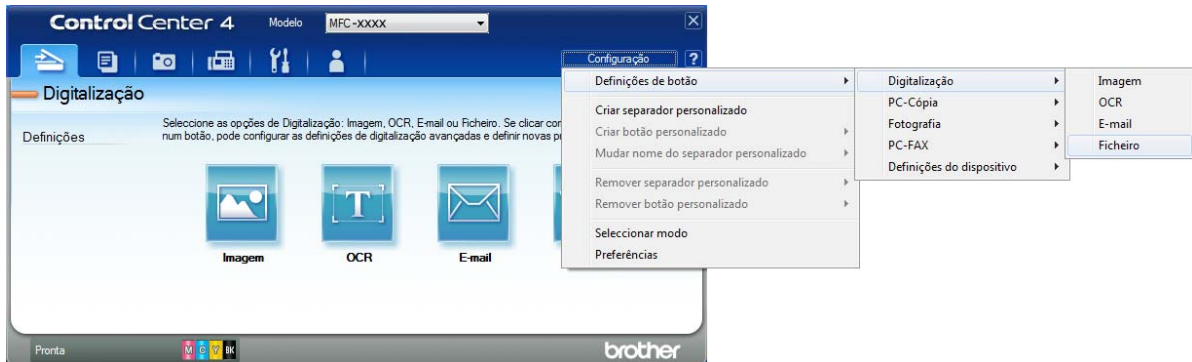 Control Center 4
Modelo
MFC-XXXX
Configuração
?
Digitalização
Definições
Seleccione as opções de Digitalização: Imagem, OCR, E-mail ou Ficheiro. Se clicar
num botão, pode configurar as definições de digitalização avançadas e definir novas
Imagem
OCR
E-mail
Definições de botão
Criar separador personalizado
Criar botão personalizado
Mudar nome do separador personalizado
Remover separador personalizado
Remover botão personalizado
Seleccionar modo
Preferências
Digitalização
PC-Cópia
Fotografia
PC-FAX
Definições do dispositivo
Imagem
OCR
E-mail
Ficheiro
Pronta
M C Y BK
brother